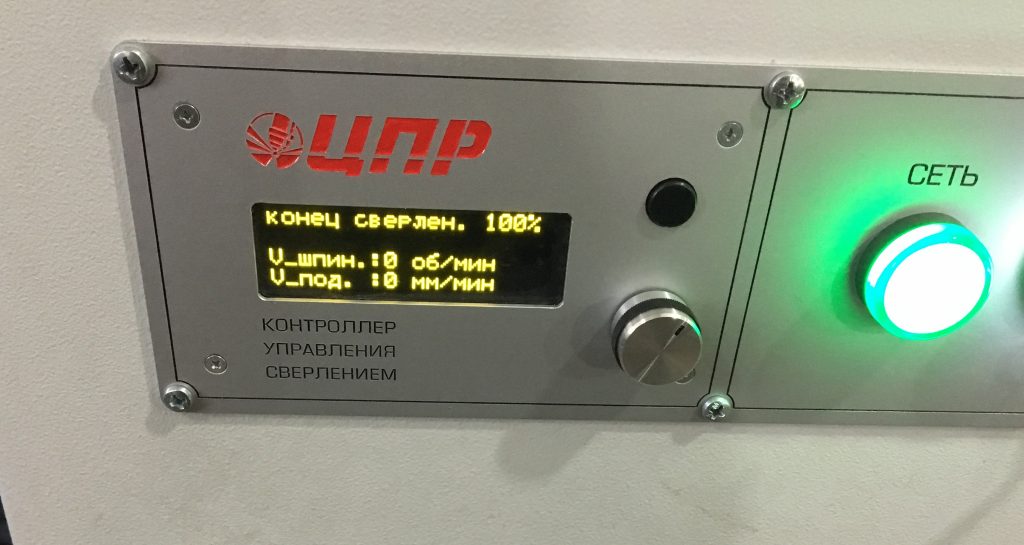 ЦПР
конец сверлен. 100%
V_шпин.:0 об/мин
V_под. :0 мм/мин
КОНТРОЛЛЕР
УПРАВЛЕНИЯ
СВЕРЛЕНИЕМ
СЕТЬ